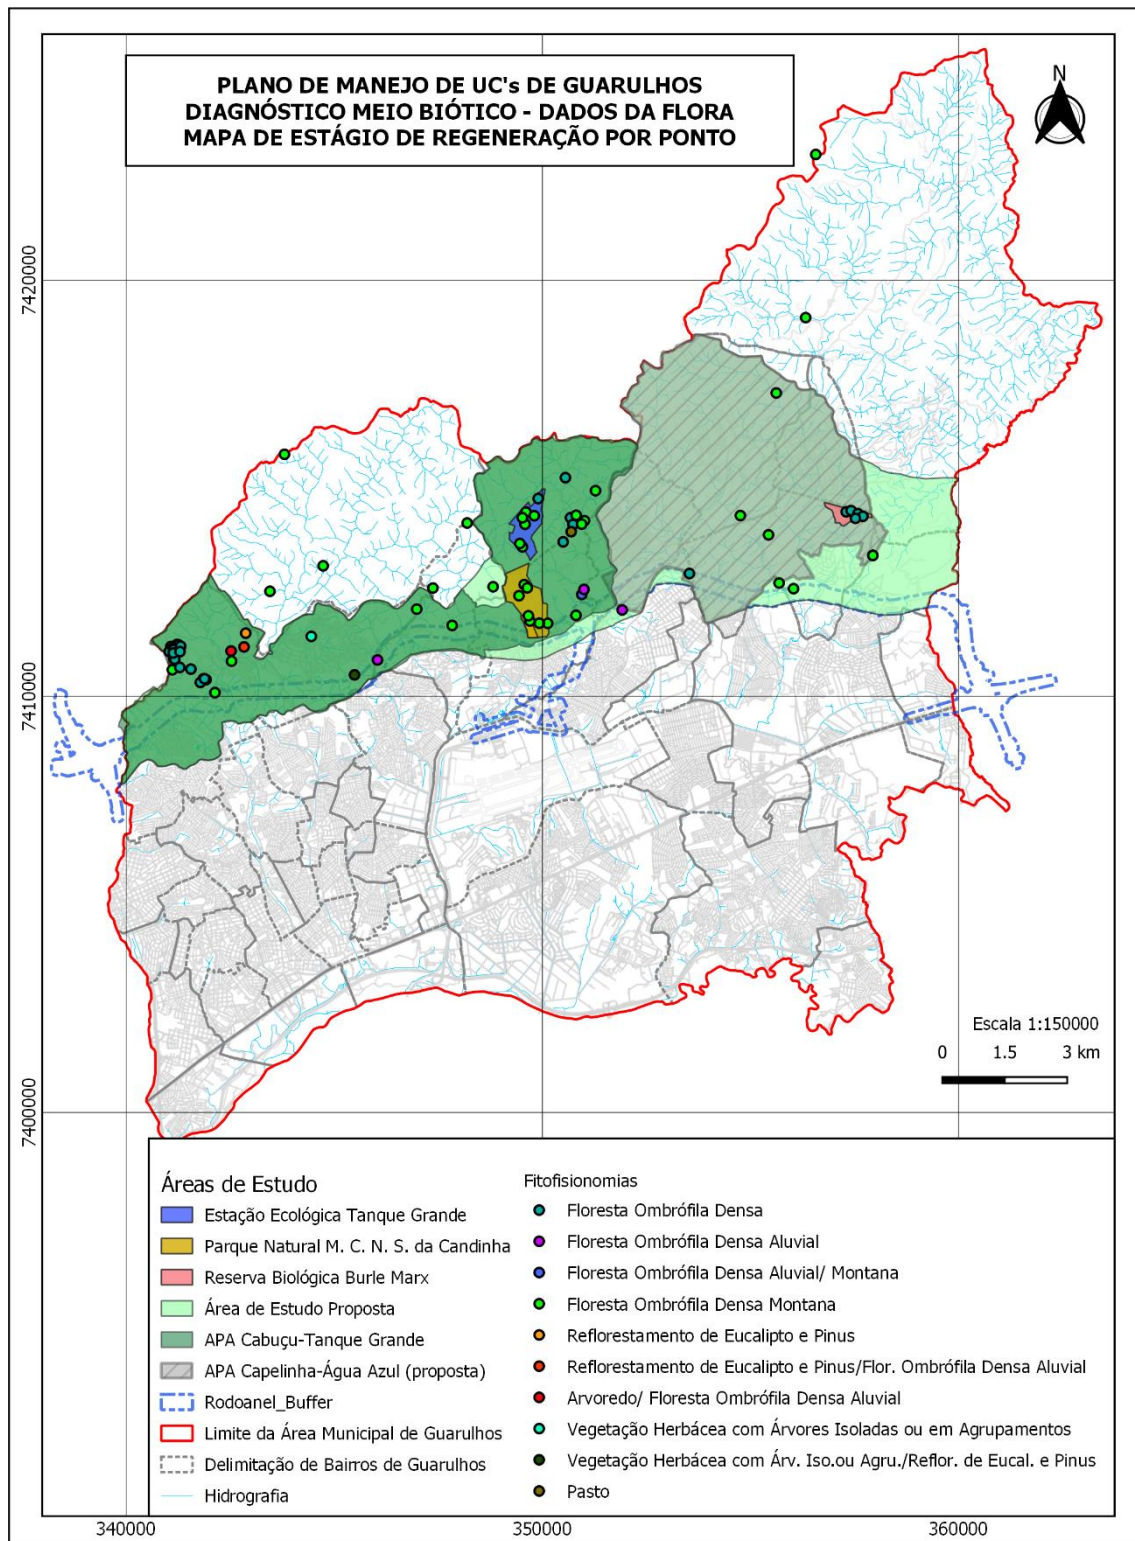 PLANO DE MANEJO DE UC's DE GUARULHOS
DIAGNÓSTICO MEIO BIÓTICO - DADOS DA FLORA
MAPA DE ESTÁGIO DE REGENERAÇÃO POR PONTO
N
7420000
7410000
7400000
Escala 1:150000
0 1.5 3 km
Áreas de Estudo
Estação Ecológica Tanque Grande
Parque Natural M. C. N. S. da Candinha
Reserva Biológica Burle Marx
Área de Estudo Proposta
APA Cabuçu-Tanque Grande
APA Capelinha-Água Azul (proposta)
Rodoanel_Buffer
Limite da Área Municipal de Guarulhos
Delimitação de Bairros de Guarulhos
Hidrografia
Fitofisionomias
Floresta Ombrófila Densa
Floresta Ombrófila Densa Aluvial
Floresta Ombrófila Densa Aluvial/ Montana
Floresta Ombrófila Densa Montana
Reflorestamento de Eucalipto e Pinus
Reflorestamento de Eucalipto e Pinus/Flor. Ombrófila Densa Aluvial
Arvoredo/ Floresta Ombrófila Densa Aluvial
Vegetação Herbácea com Árvores Isoladas ou em Agrupamentos
Vegetação Herbácea com Árv. Iso.ou Agru./Reflor. de Eucal. e Pinus
Pasto
340000 350000 360000